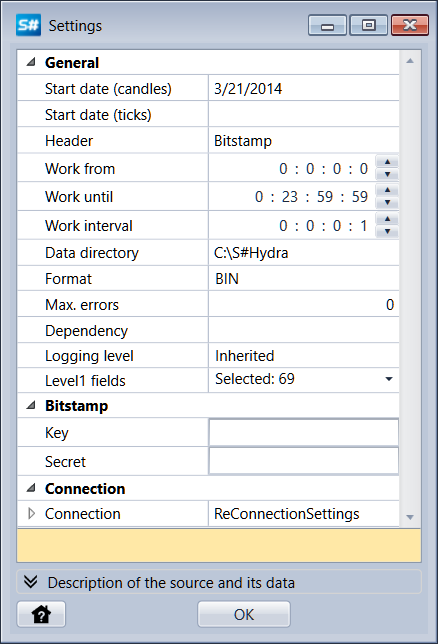 S# Settings
General
Start date (candles) 3/21/2014
Start date (ticks)
Header Bitstamp
Work from 0 : 0 : 0 : 0
Work until 0 : 23 : 59 : 59
Work interval 0 : 0 : 0 : 1
Data directory C:\S#Hydra
Format BIN
Max. errors 0
Dependency
Logging level Inherited
Level1 fields Selected: 69
Bitstamp
Key
Secret
Connection
Connection ReConnectionSettings
Description of the source and its data
OK